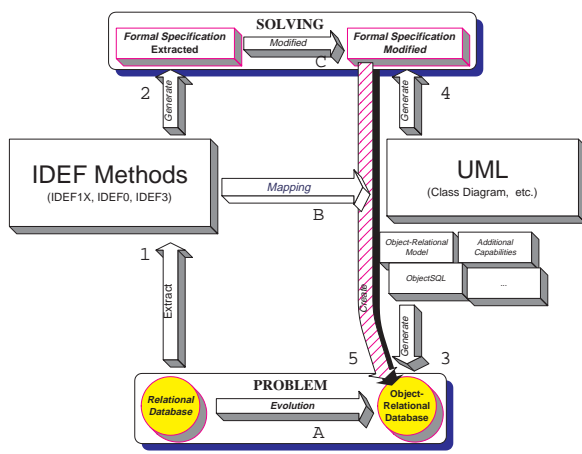 SOLVING
Formal Specification
Extracted
Modified
C
Formal Specification
Modified
2
Generate
Generate
4
IDEF Methods
(IDEF1X, IDEF0, IDEF3)
Mapping
B
UML
(Class Diagram, etc.)
Object-Relational
Model
Additional
Capabilities
ObjectSQL
...
1
Extract
Create
Generate
5
3
PROBLEM
Relational
Database
Evolution
A
Object-
Relational
Database